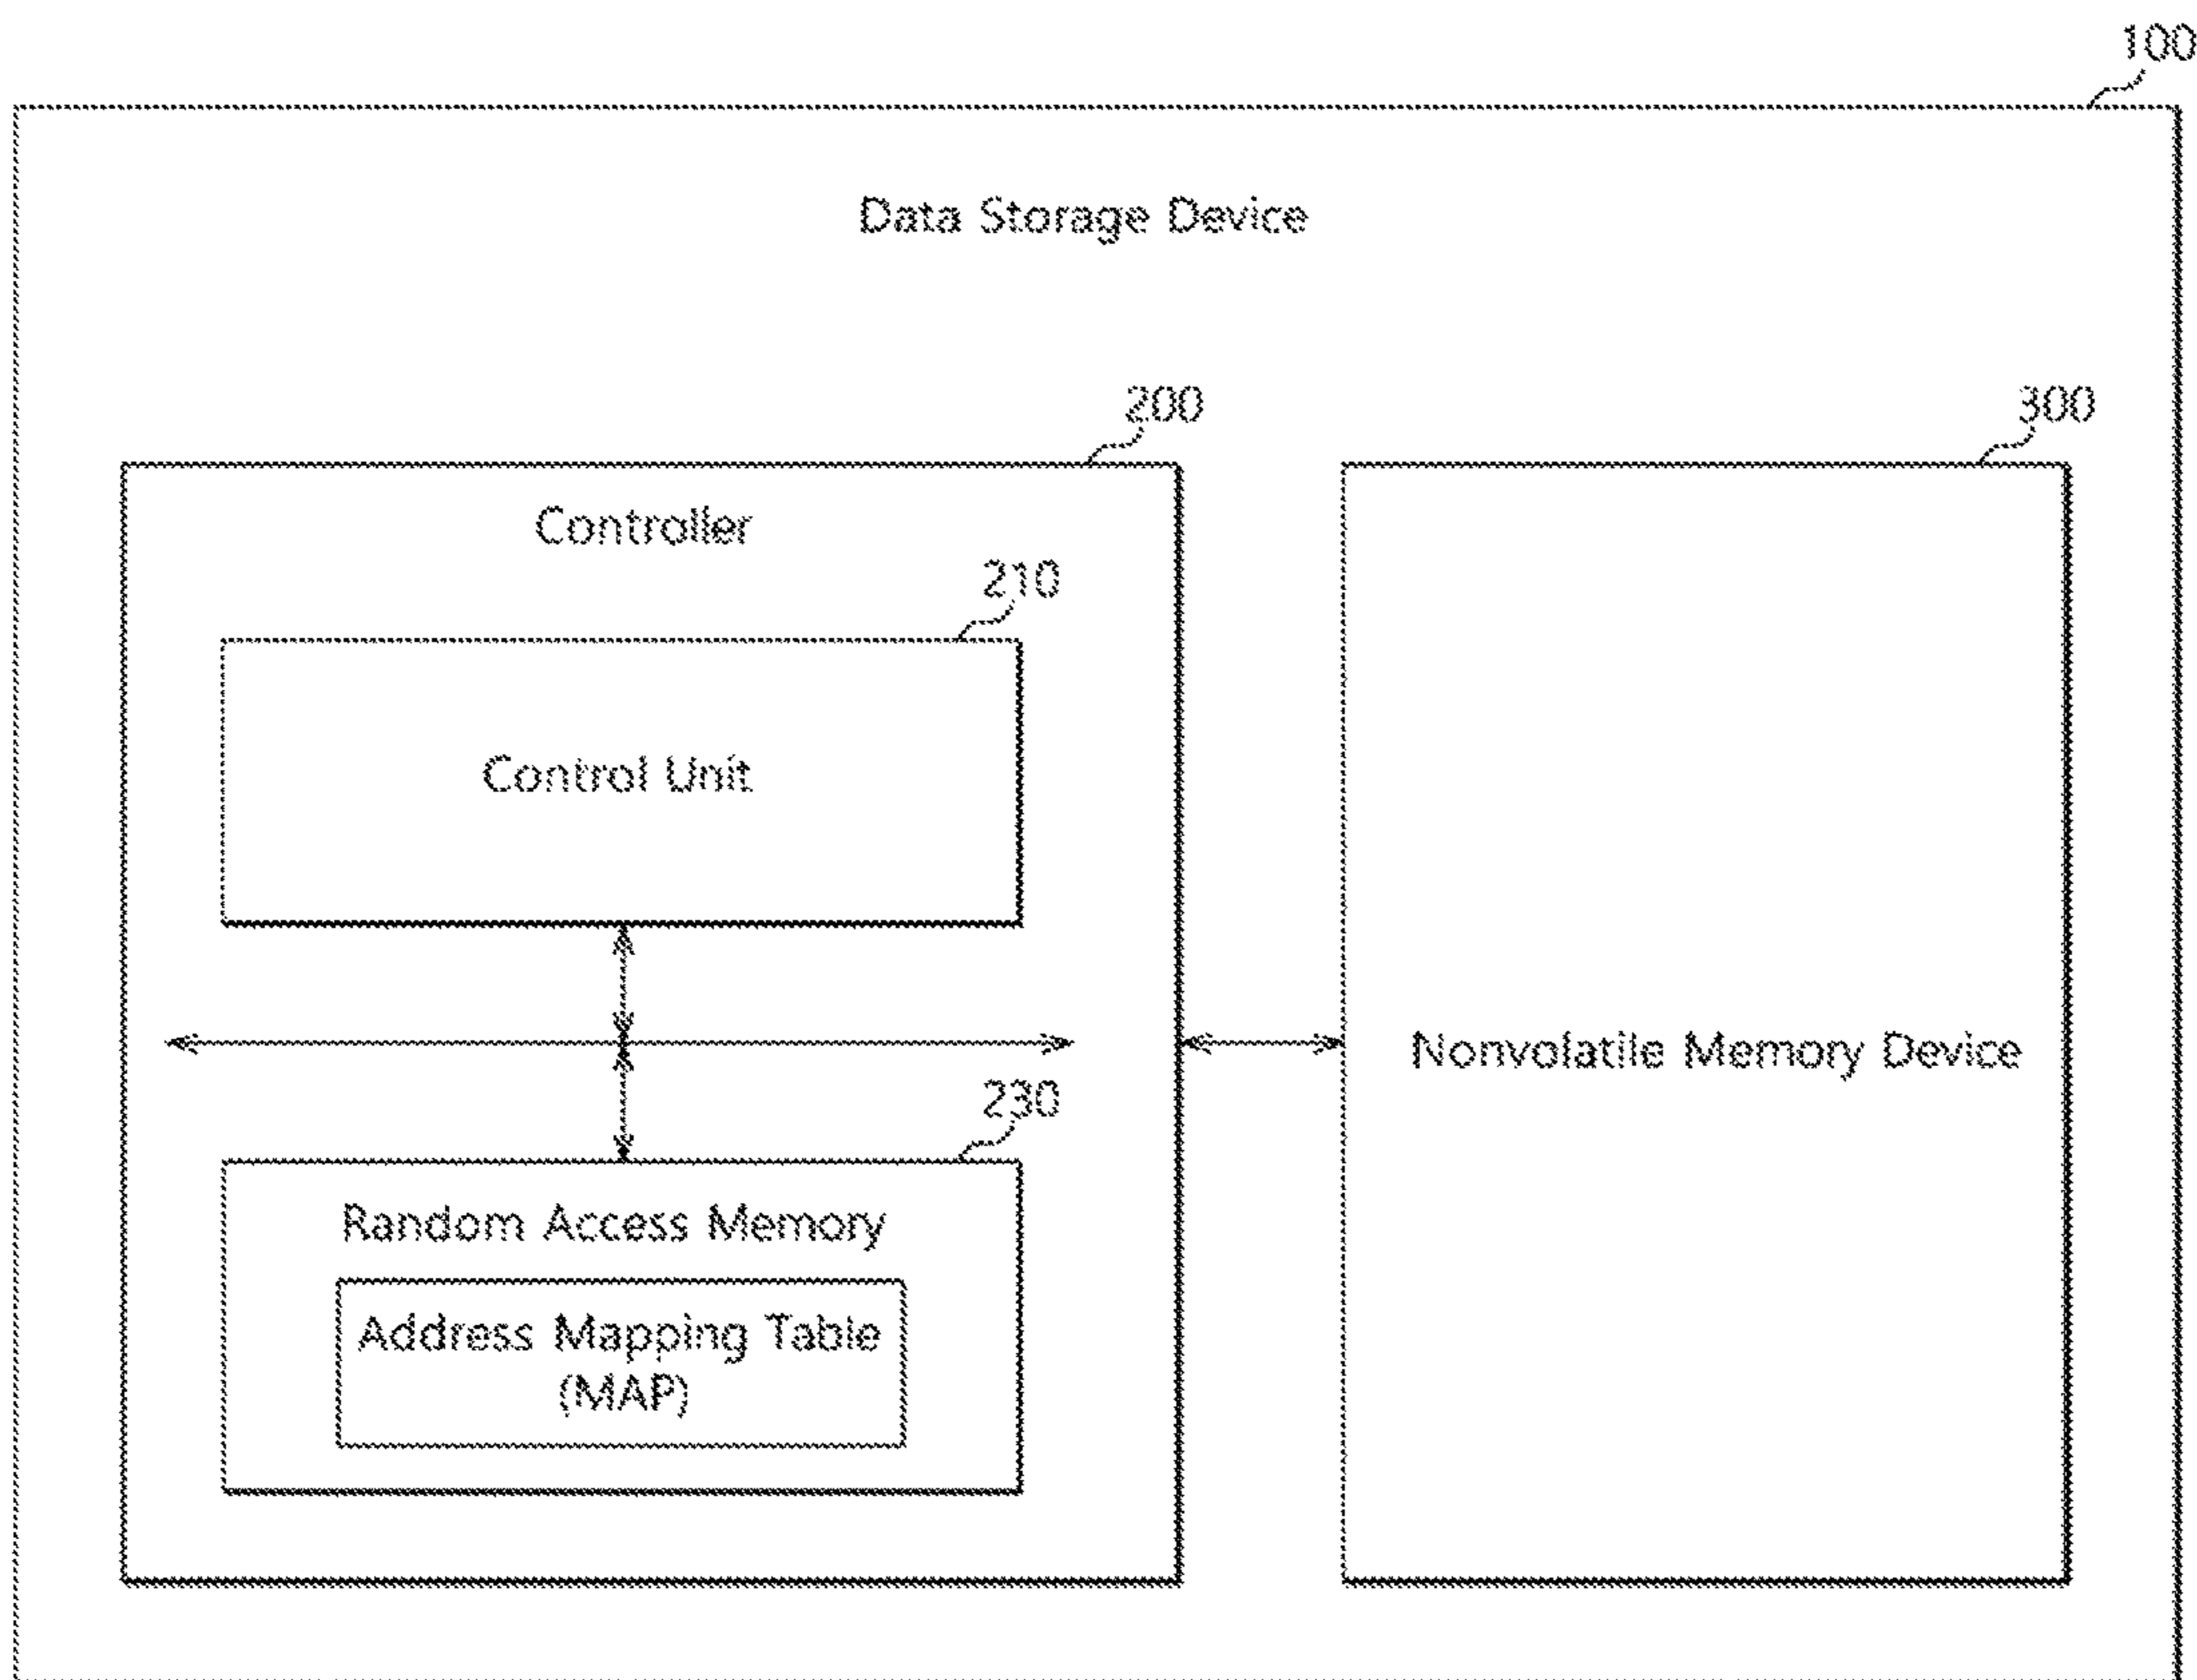 100
Data Storage Device
200
300
Controller
210
Control Unit
Nonvolatile Memory Device
230
Random Access Memory
Address Mapping Table
(MAP)